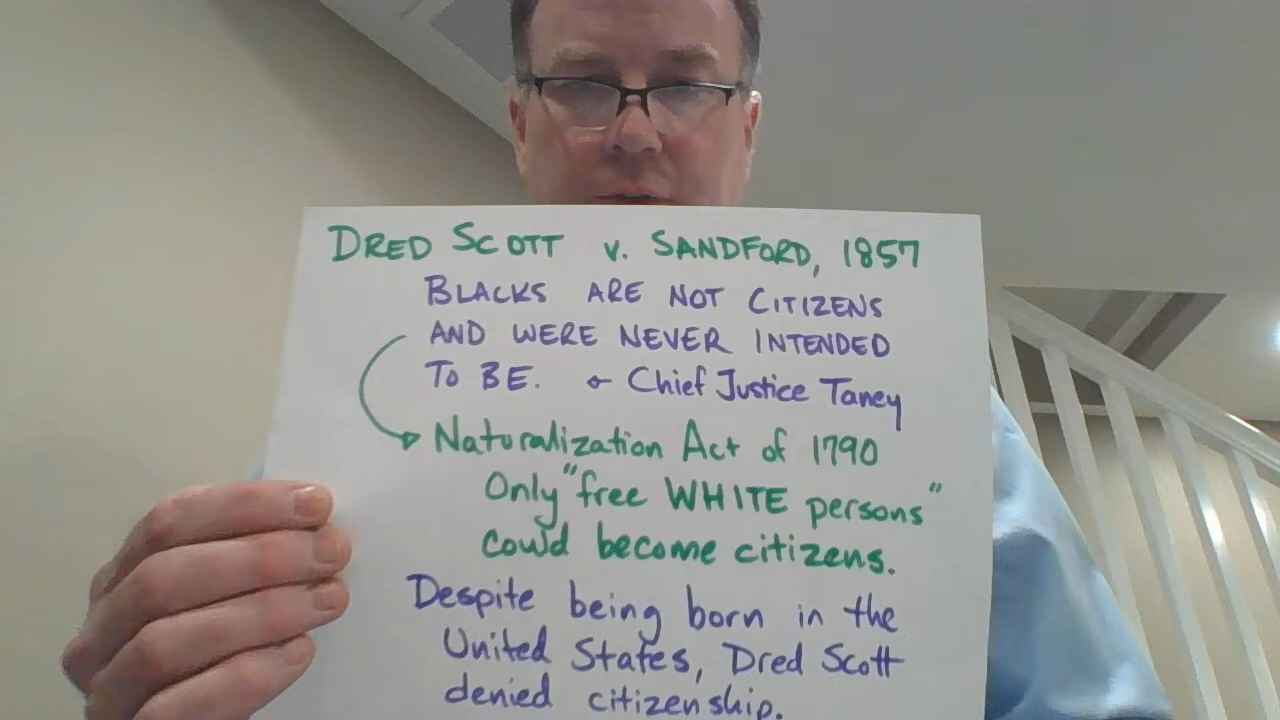 DRED SCOTT v. SANDFORD, 1857
BLACKS ARE NOT CITIZENS
AND WERE NEVER INTENDED
TO BE. ← Chief Justice Taney
Naturalization Act of 1790
Only "free WHITE persons"
could become citizens.
Despite being born in the
United States, Dred Scott
denied citizenship.